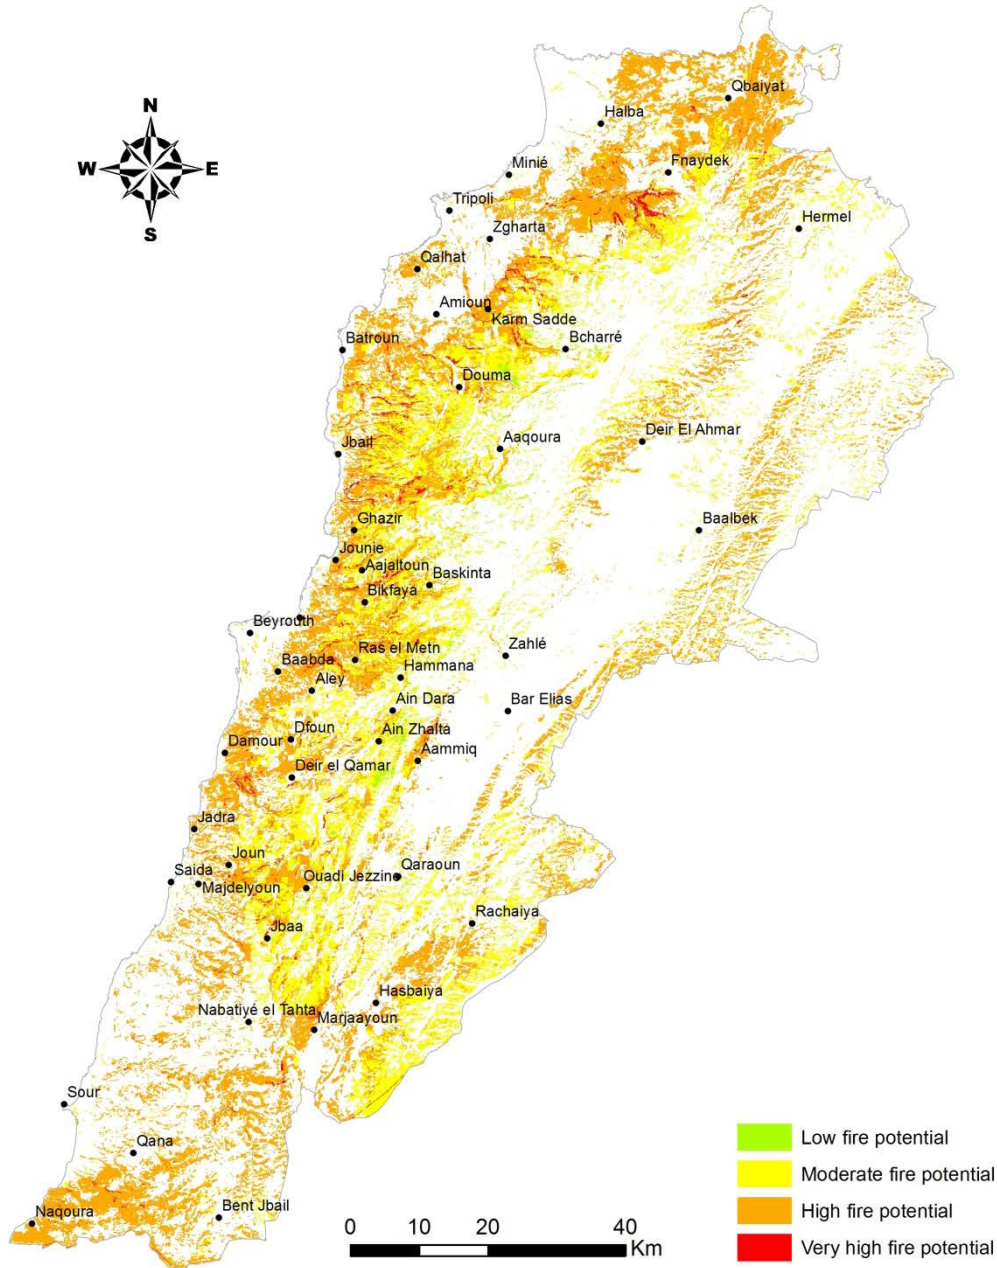 Qbaiyat
Halba
N
Minié
Fnaydek
W
E
Tripoli
Hermel
S
Zgharta
Qalhat
Amioun
Karm Sadde
Batroun
Bcharré
Douma
Deir El Ahmar
Jbail
Aaqoura
Ghazir
Baalbek
Jounie
Aajaltoun
Baskinta
Bikfaya
Beyrouth
Ras el Metn
Zahlé
Baabda
Hammana
Aley
Ain Dara
Bar Elias
Dfoun
Ain Zhalta
Damour
Aammiq
Deir el Qamar
Jadra
Joun
Saida
Ouadi Jezzine
Qaraoun
Majdelyoun
Rachaiya
Jbaa
Hasbaiya
Nabatiyé el Tahta
Marjaayoun
Sour
Qana
Naqoura
Bent Jbail
Low fire potential
Moderate fire potential
High fire potential
Very high fire potential
0 10 20 40
Km